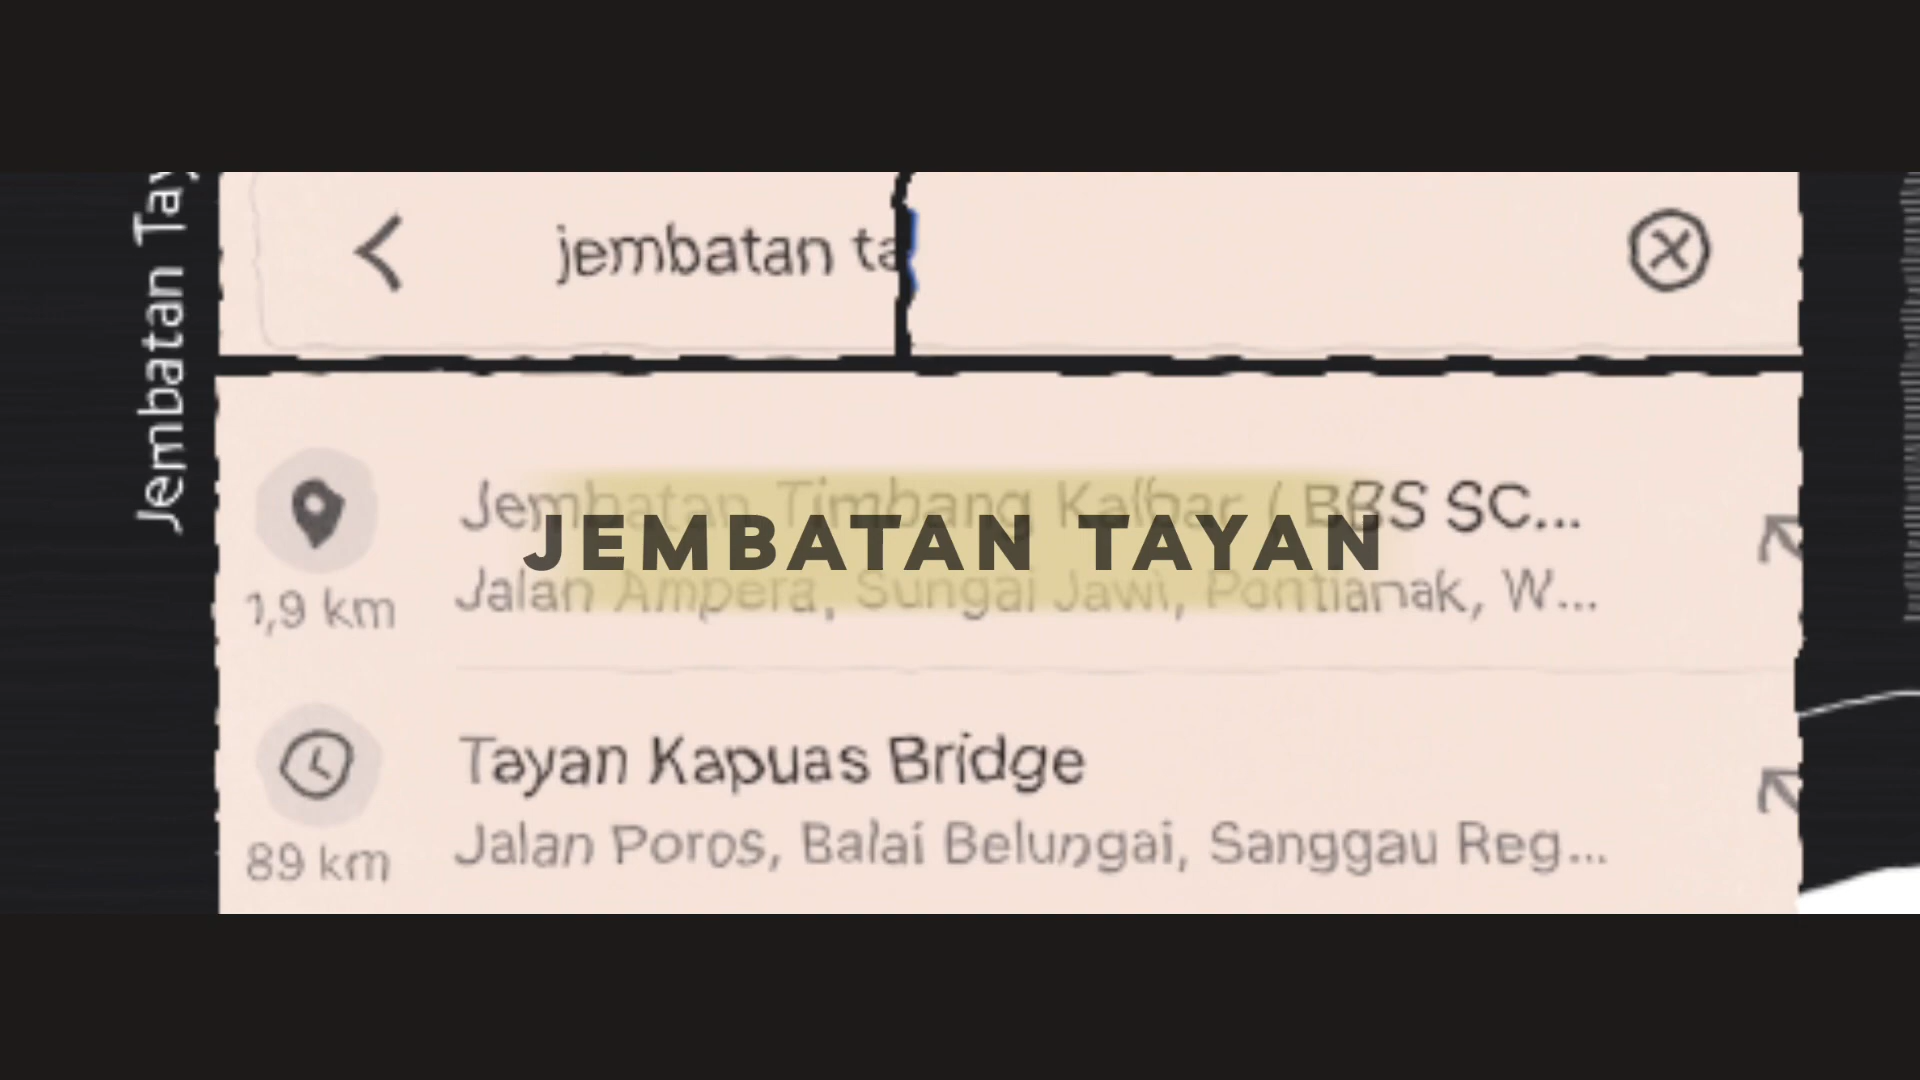 Jembatan Tay
jembatan ta
Jembatan Timbang Kalbar ( BBS SC...
JEMBATAN TAYAN
Jalan Ampera, Sungai Jawi, Pontianak, W...
1,9 km
Tayan Kapuas Bridge
Jalan Poros, Balai Belungai, Sanggau Reg...
89 km